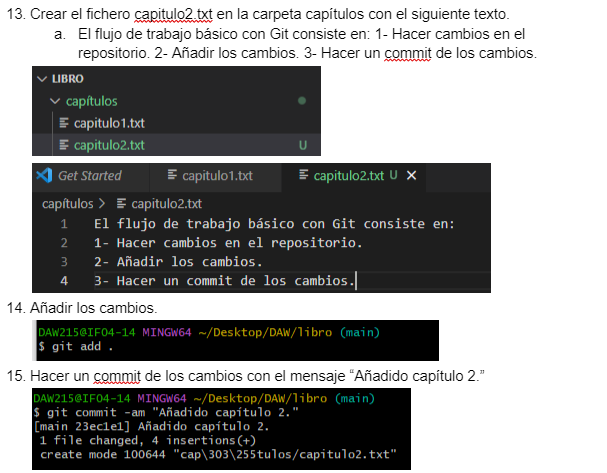 13. Crear el fichero capitulo2.txt en la carpeta capítulos con el siguiente texto.
a. El flujo de trabajo básico con Git consiste en: 1- Hacer cambios en el
repositorio. 2- Añadir los cambios. 3- Hacer un commit de los cambios.
LIBRO
capítulos
capitulo1.txt
capitulo2.txt U
Get Started capitulo1.txt capitulo2.txt U X
capítulos > capitulo2.txt
1 El flujo de trabajo básico con Git consiste en:
2 1- Hacer cambios en el repositorio.
3 2- Añadir los cambios.
4 3- Hacer un commit de los cambios.
14. Añadir los cambios.
DAW215@IF04-14 MINGW64 ~/Desktop/DAW/libro (main)
$ git add .
15. Hacer un commit de los cambios con el mensaje “Añadido capítulo 2.”
DAW215@IF04-14 MINGW64 ~/Desktop/DAW/libro (main)
$ git commit -am "Añadido capítulo 2."
[main 23ec1e1] Añadido capítulo 2.
1 file changed, 4 insertions(+)
create mode 100644 "cap\303\255tulos/capitulo2.txt"